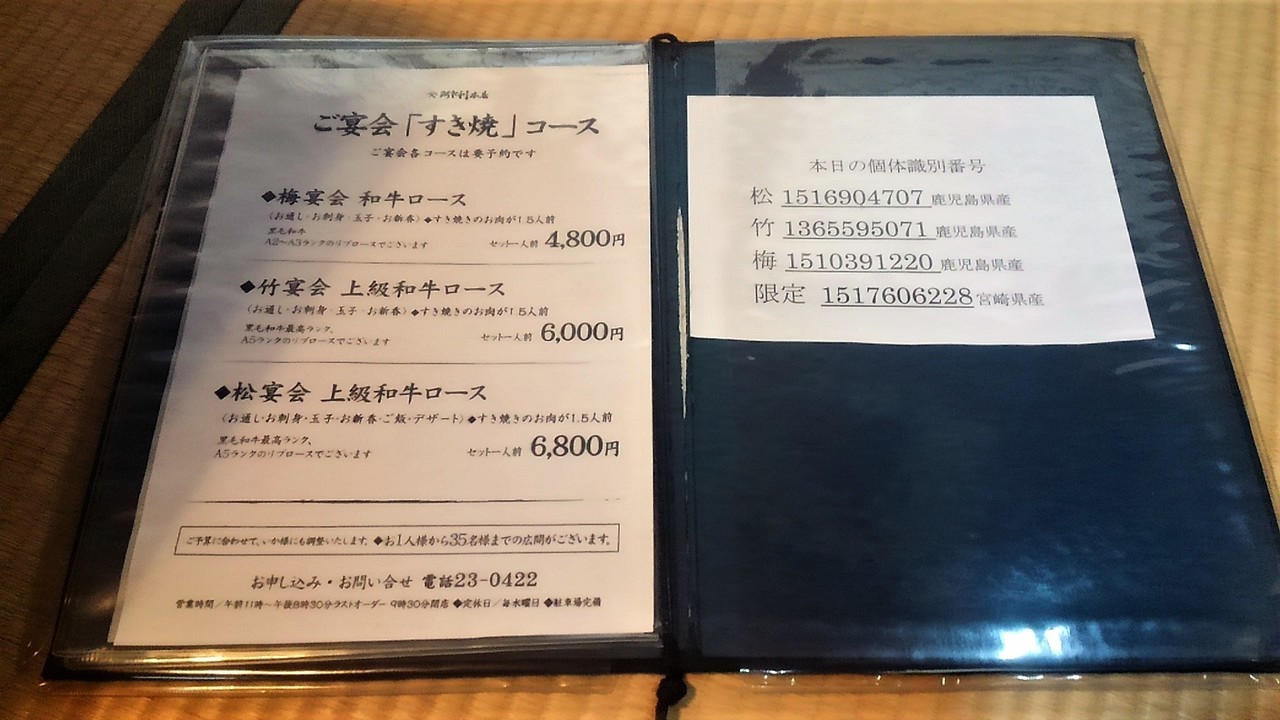 ご宴会「すき焼」コース
ご宴会各コースは要予約です
◆梅宴会 和牛ロース
(お通し・お刺身・玉子・お新香)◆すき焼きのお肉が1.5人前
黒毛和牛
A2〜A3ランクのリブロースでございます
セット一人前 4,800円
◆竹宴会 上級和牛ロース
(お通し・お刺身・玉子・お新香)◆すき焼きのお肉が1.5人前
黒毛和牛最高ランク、
A5ランクのリブロースでございます
セット一人前 6,000円
◆松宴会 上級和牛ロース
(お通し・お刺身・玉子・お新香・ご飯・デザート)◆すき焼きのお肉が1.5人前
黒毛和牛最高ランク、
A5ランクのリブロースでございます
セット一人前 6,800円
ご予算に合わせて、いか様にも調整いたします。◆お1人様から35名様までの広間がございます。
お申し込み・お問い合せ 電話23-0422
営業時間/午前11時〜午後8時30分ラストオーダー 9時30分閉店 ◆定休日/毎水曜日 ◆駐車場完備
本日の個体識別番号
松 1516904707 鹿児島県産
竹 1365595071 鹿児島県産
梅 1510391220 鹿児島県産
限定 1517606228 宮崎県産